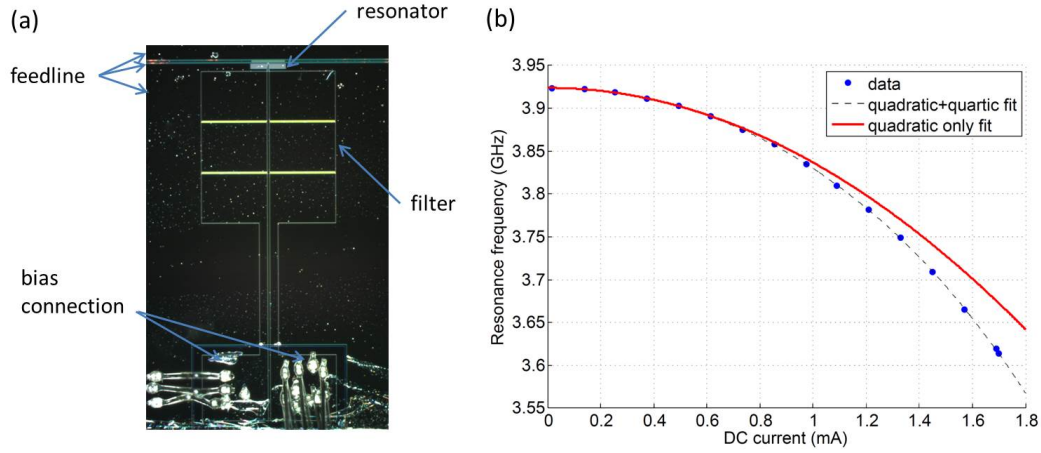 (a)
resonator
feedline
filter
bias
connection
(b)
3.95
3.9
3.85
3.8
3.75
3.7
3.65
3.6
3.55
Resonance frequency (GHz)
data
quadratic+quartic fit
quadratic only fit
0 0.2 0.4 0.6 0.8 1 1.2 1.4 1.6 1.8
DC current (mA)